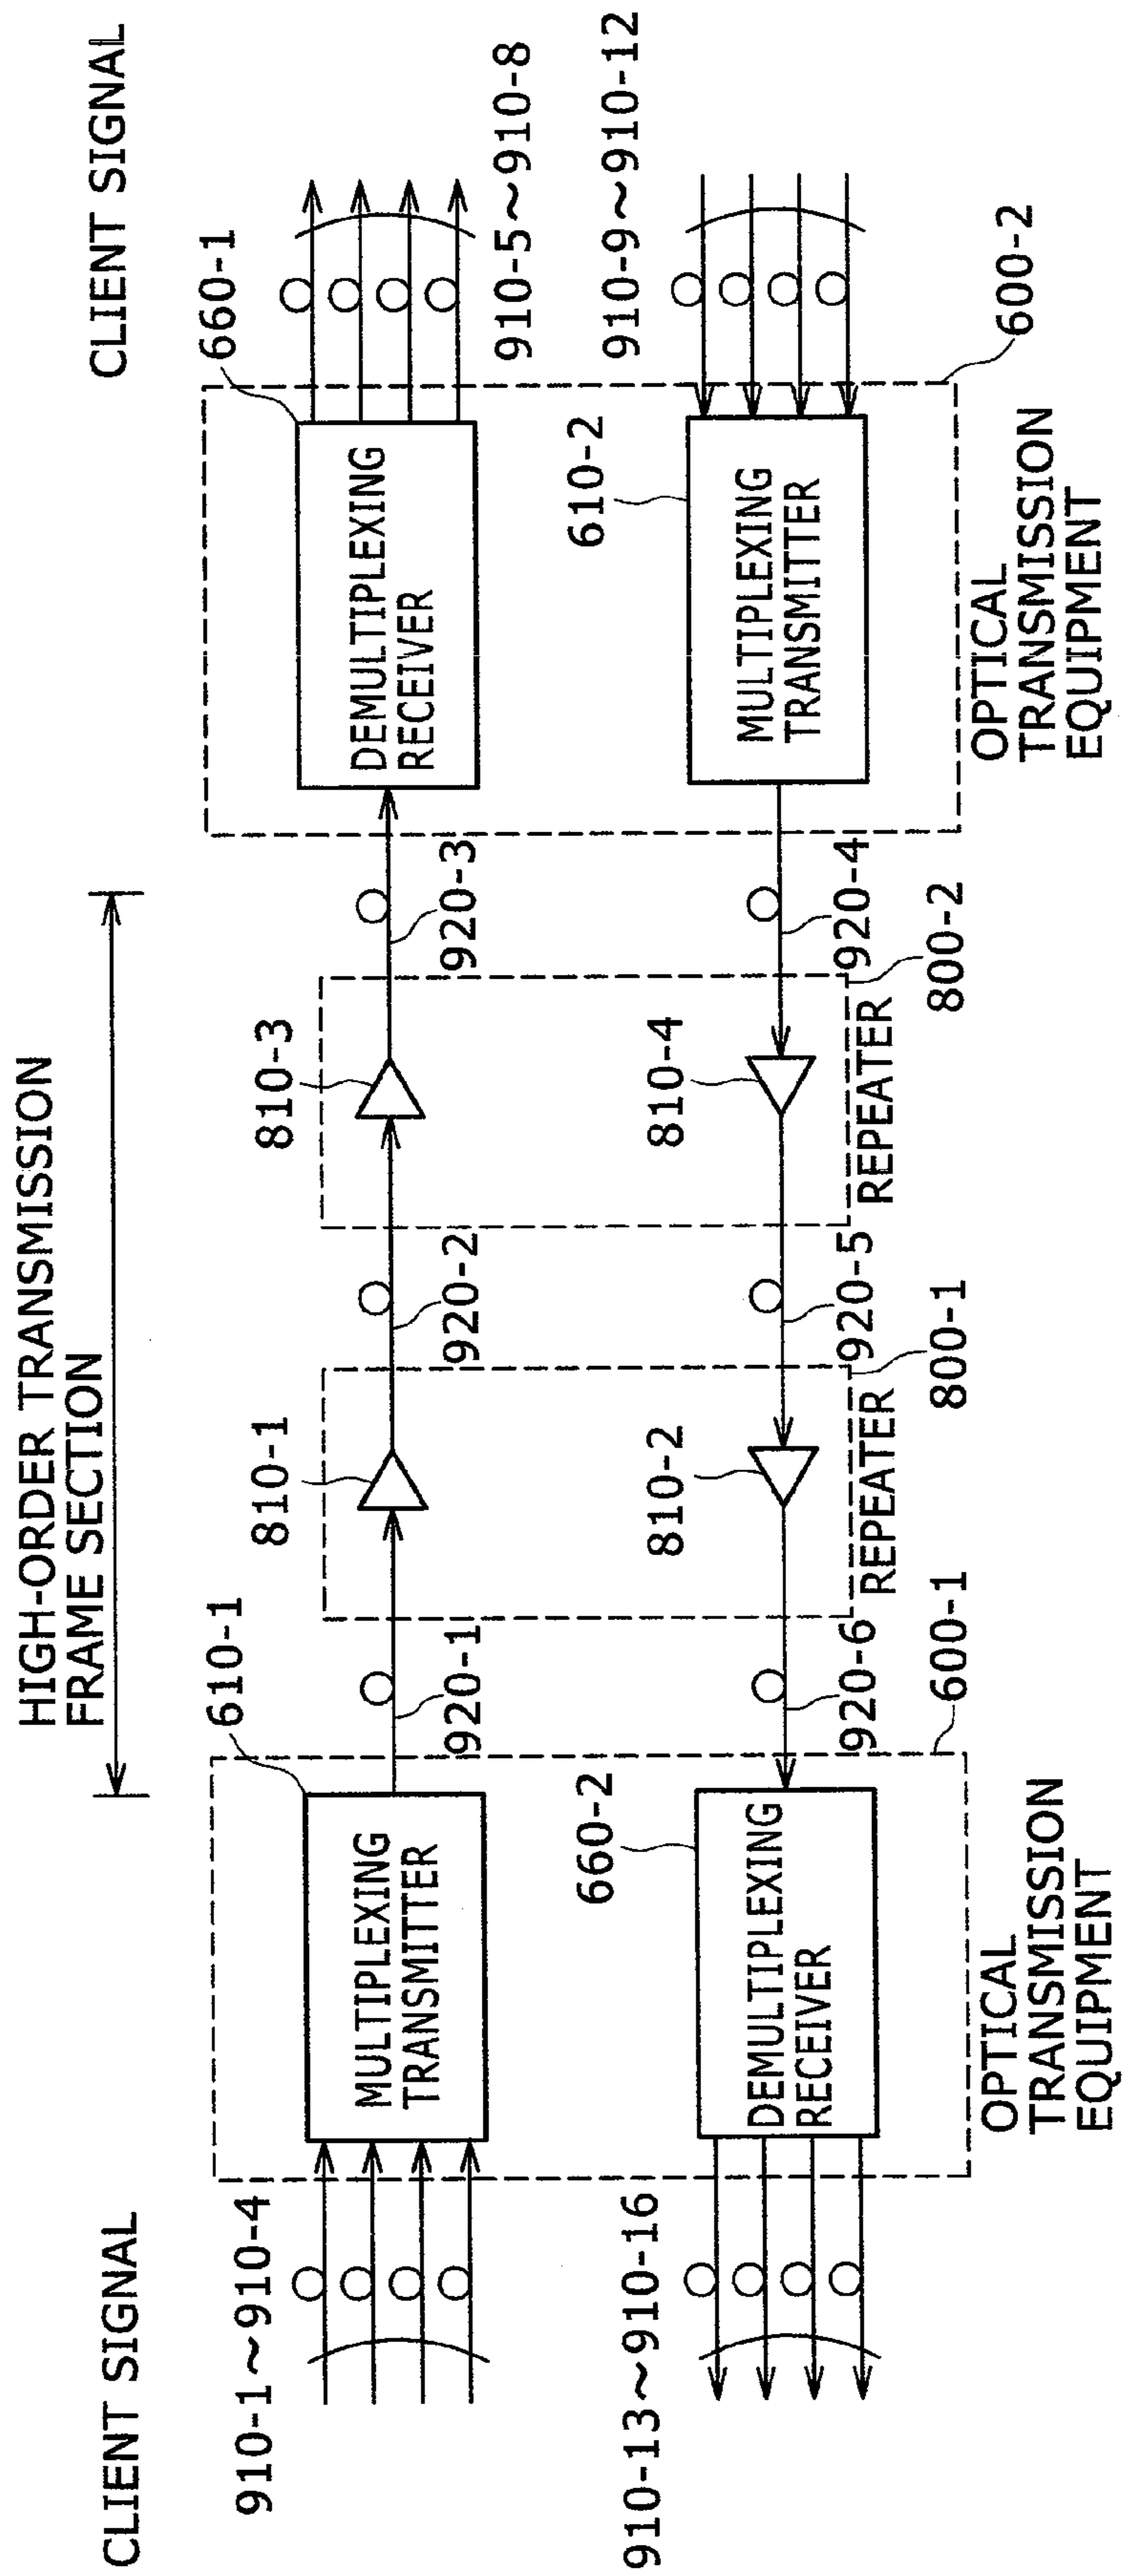 HIGH-ORDER TRANSMISSION
FRAME SECTION
CLIENT SIGNAL
CLIENT SIGNAL
910-1~910-4
610-1
810-1
810-3
660-1
MULTIPLEXING
TRANSMITTER
DEMULTIPLEXING
RECEIVER
920-1
920-2
920-3
910-5~910-8
910-13~910-16
660-2
810-2
810-4
610-2
910-9~910-12
DEMULTIPLEXING
RECEIVER
MULTIPLEXING
TRANSMITTER
920-6
920-5
920-4
REPEATER
REPEATER
600-1
800-1
800-2
600-2
OPTICAL
TRANSMISSION
EQUIPMENT
OPTICAL
TRANSMISSION
EQUIPMENT